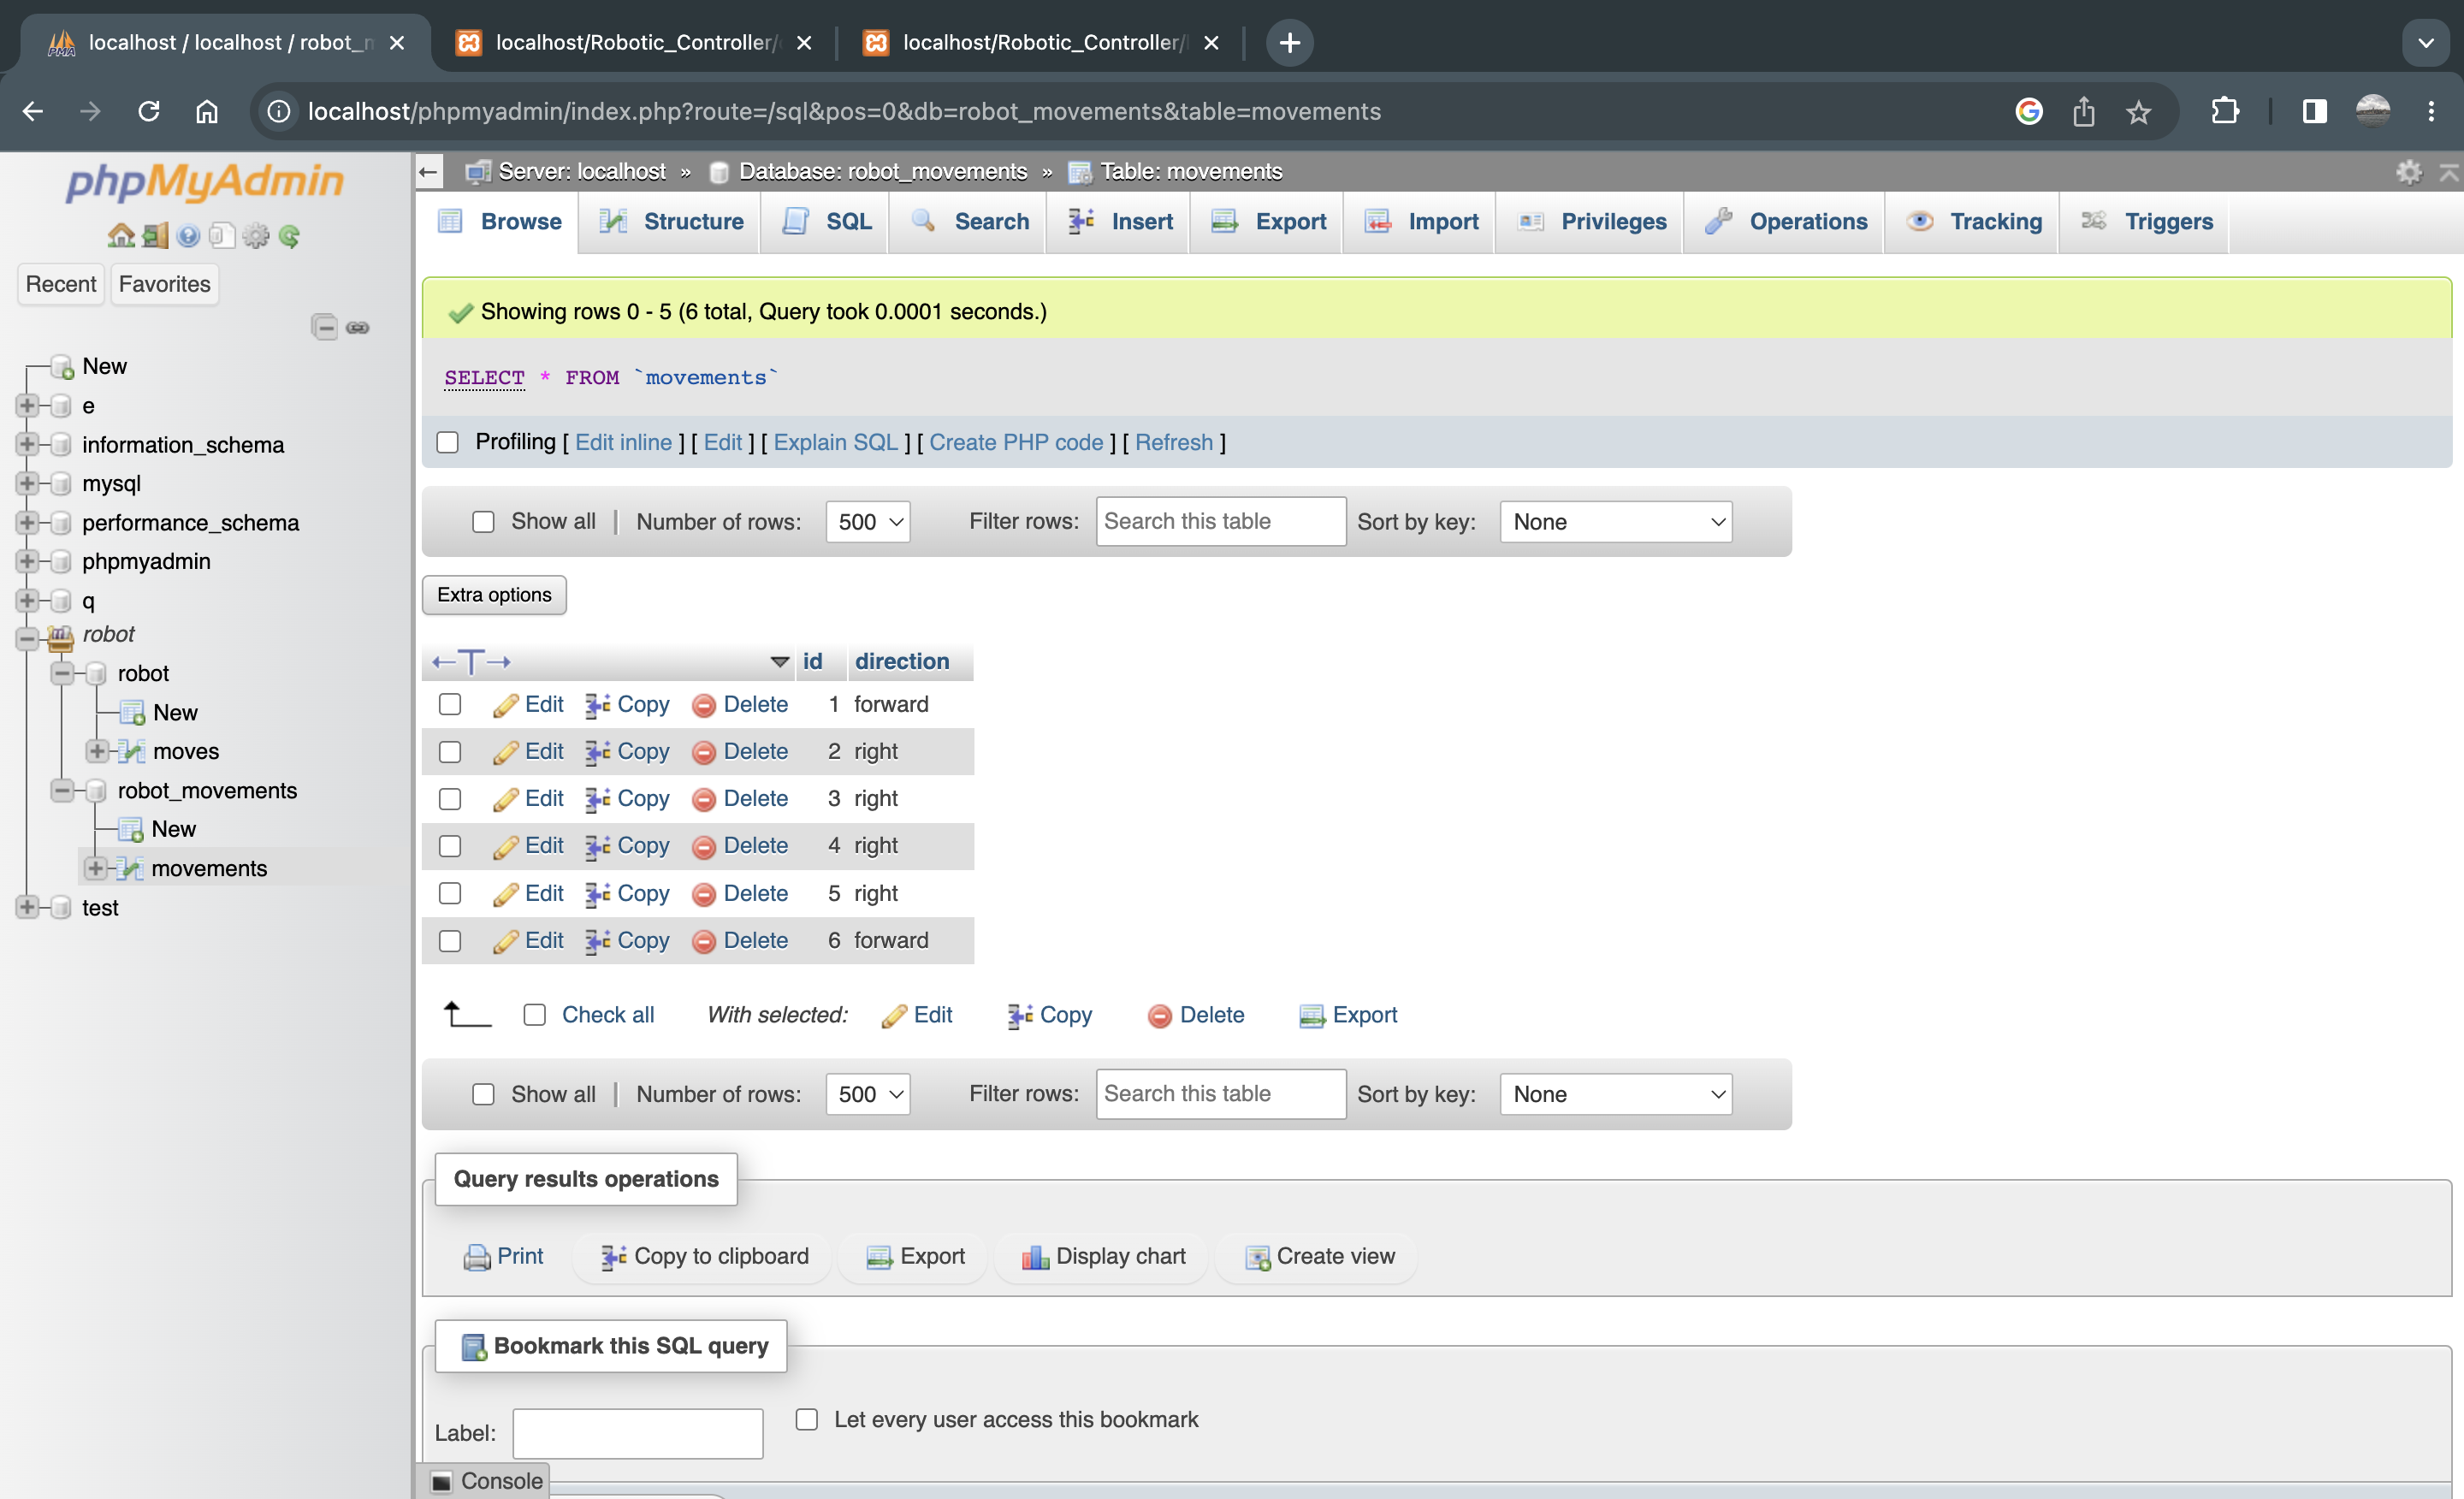 localhost / localhost / robot_m
localhost/Robotic_Controller/
localhost/Robotic_Controller/
localhost/phpmyadmin/index.php?route=/sql&pos=0&db=robot_movements&table=movements
phpMyAdmin
Recent
Favorites
New
e
information_schema
mysql
performance_schema
phpmyadmin
q
robot
robot
New
moves
robot_movements
New
movements
test
Server: localhost » Database: robot_movements » Table: movements
Browse
Structure
SQL
Search
Insert
Export
Import
Privileges
Operations
Tracking
Triggers
Showing rows 0 - 5 (6 total, Query took 0.0001 seconds.)
SELECT * FROM `movements`
Profiling [ Edit inline ] [ Edit ] [ Explain SQL ] [ Create PHP code ] [ Refresh ]
Show all | Number of rows: 500 Filter rows: Search this table Sort by key: None
Extra options
←T→ id direction
Edit Copy Delete 1 forward
Edit Copy Delete 2 right
Edit Copy Delete 3 right
Edit Copy Delete 4 right
Edit Copy Delete 5 right
Edit Copy Delete 6 forward
Check all With selected: Edit Copy Delete Export
Show all | Number of rows: 500 Filter rows: Search this table Sort by key: None
Query results operations
Print Copy to clipboard Export Display chart Create view
Bookmark this SQL query
Label: Let every user access this bookmark
Console